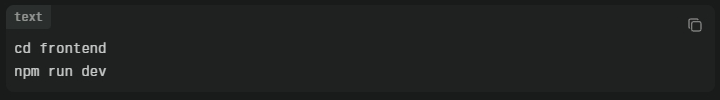 text
cd frontend
npm run dev